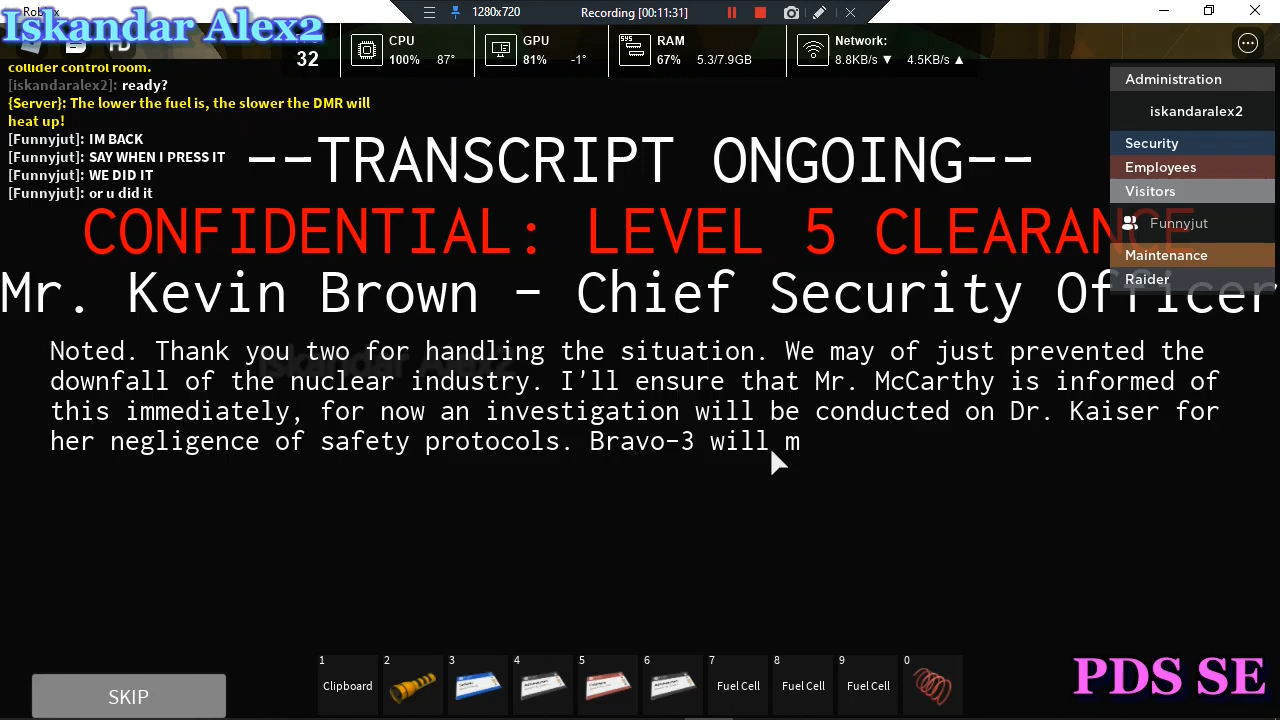 Roblox
Iskandar Alex2
1280x720
Recording [00:11:31]
32
CPU
100% 87°
GPU
81% -1°
RAM
67% 5.3/7.9GB
Network:
8.8KB/s ▼ 4.5KB/s ▲
collider control room.
[iskandaralex2]: ready?
{Server}: The lower the fuel is, the slower the DMR will
heat up!
[Funnyjut]: IM BACK
[Funnyjut]: SAY WHEN I PRESS IT
[Funnyjut]: WE DID IT
[Funnyjut]: or u did it
Administration
iskandaralex2
Security
Employees
Visitors
Funnyjut
Maintenance
Raider
--TRANSCRIPT ONGOING--
CONFIDENTIAL: LEVEL 5 CLEARANCE
Mr. Kevin Brown - Chief Security Officer
Noted. Thank you two for handling the situation. We may of just prevented the
downfall of the nuclear industry. I'll ensure that Mr. McCarthy is informed of
this immediately, for now an investigation will be conducted on Dr. Kaiser for
her negligence of safety protocols. Bravo-3 will m
Iskandar Alex2
SKIP
1
Clipboard
2
3
4
5
6
7
Fuel Cell
8
Fuel Cell
9
Fuel Cell
0
PDS SE